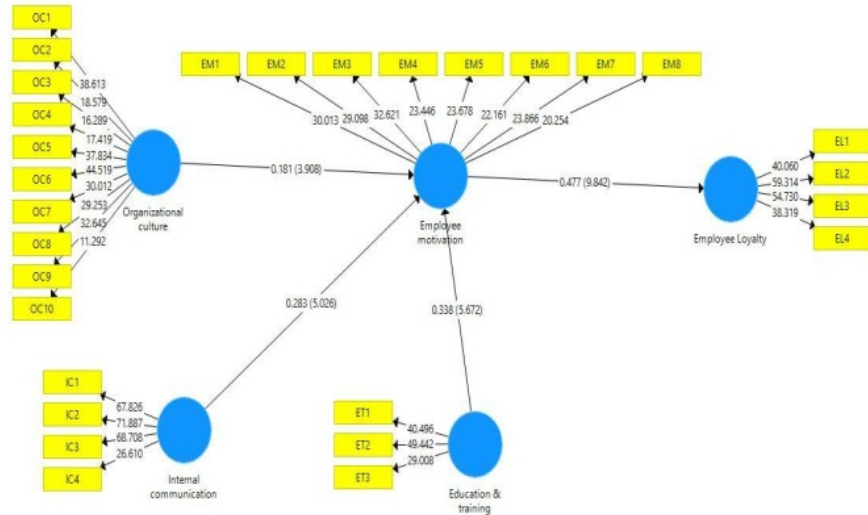 OC1
OC2
OC3
OC4
OC5
OC6
OC7
OC8
OC9
OC10
38.613
18.579
16.289
17.419
37.834
44.519
30.012
29.253
32.645
11.292
Organizational
culture
EM1 EM2 EM3 EM4 EM5 EM6 EM7 EM8
30.013 29.098 32.621 23.446 23.678 22.161 23.866 20.254
0.181 (3.908)
Employee
motivation
0.477 (9.842)
EL1
EL2
EL3
EL4
40.060
59.314
54.730
38.319
Employee Loyalty
0.283 (5.026)
0.338 (5.672)
IC1
IC2
IC3
IC4
67.826
71.887
68.708
26.610
Internal
communication
ET1
ET2
ET3
40.496
49.442
29.008
Education &
training